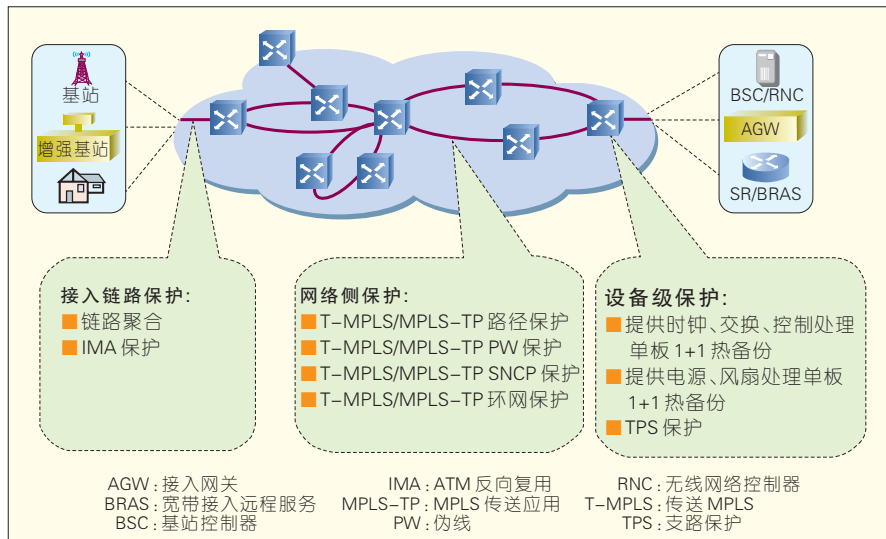 基站
增强基站
BSC/RNC
AGW
SR/BRAS
接入链路保护:
■链路聚合
■IMA 保护
网络侧保护:
■T-MPLS/MPLS-TP 路径保护
■T-MPLS/MPLS-TP PW 保护
■T-MPLS/MPLS-TP SNCP 保护
■T-MPLS/MPLS-TP 环网保护
设备级保护:
■提供时钟、交换、控制处理
单板 1+1 热备份
■提供电源、风扇处理单板
1+1 热备份
■TPS 保护
AGW:接入网关
BRAS:宽带接入远程服务
BSC:基站控制器
IMA:ATM 反向复用
MPLS-TP:MPLS 传送应用
PW:伪线
RNC:无线网络控制器
T-MPLS:传送 MPLS
TPS:支路保护